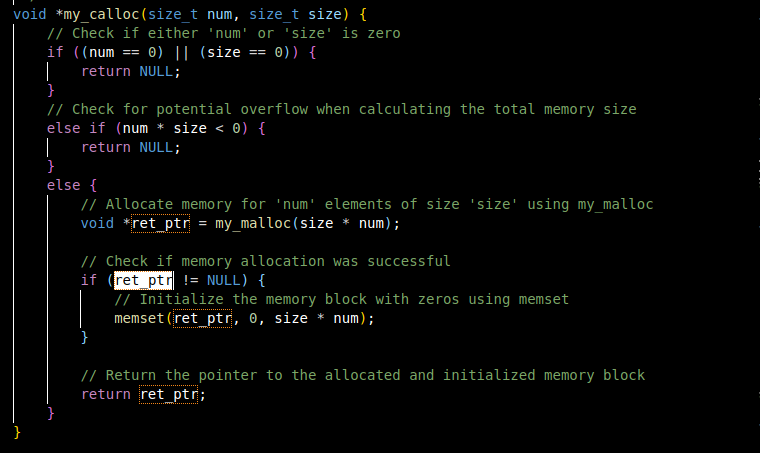 void *my_calloc(size_t num, size_t size) {
    // Check if either 'num' or 'size' is zero
    if ((num == 0) || (size == 0)) {
        return NULL;
    }
    // Check for potential overflow when calculating the total memory size
    else if (num * size < 0) {
        return NULL;
    }
    else {
        // Allocate memory for 'num' elements of size 'size' using my_malloc
        void *ret_ptr = my_malloc(size * num);

        // Check if memory allocation was successful
        if (ret_ptr != NULL) {
            // Initialize the memory block with zeros using memset
            memset(ret_ptr, 0, size * num);
        }

        // Return the pointer to the allocated and initialized memory block
        return ret_ptr;
    }
}